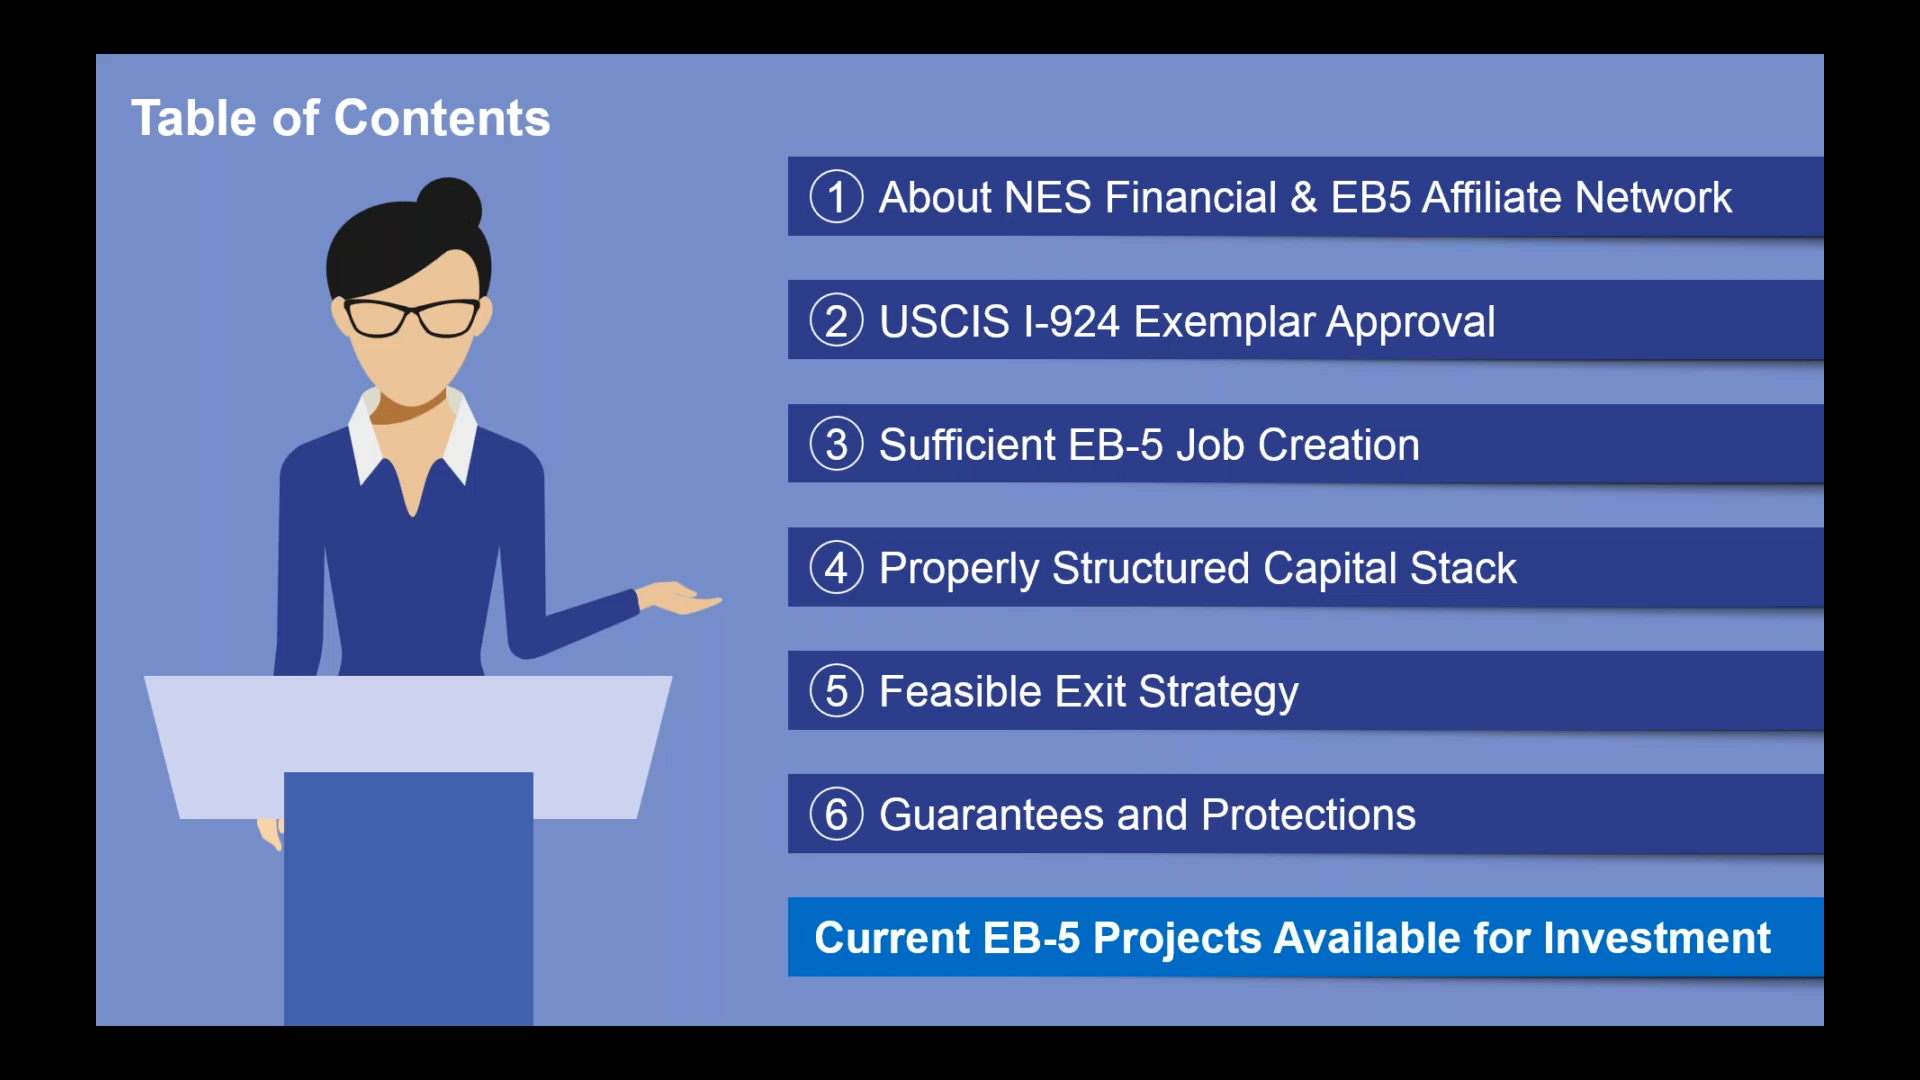 Table of Contents
① About NES Financial & EB5 Affiliate Network
② USCIS I-924 Exemplar Approval
③ Sufficient EB-5 Job Creation
④ Properly Structured Capital Stack
⑤ Feasible Exit Strategy
⑥ Guarantees and Protections
Current EB-5 Projects Available for Investment